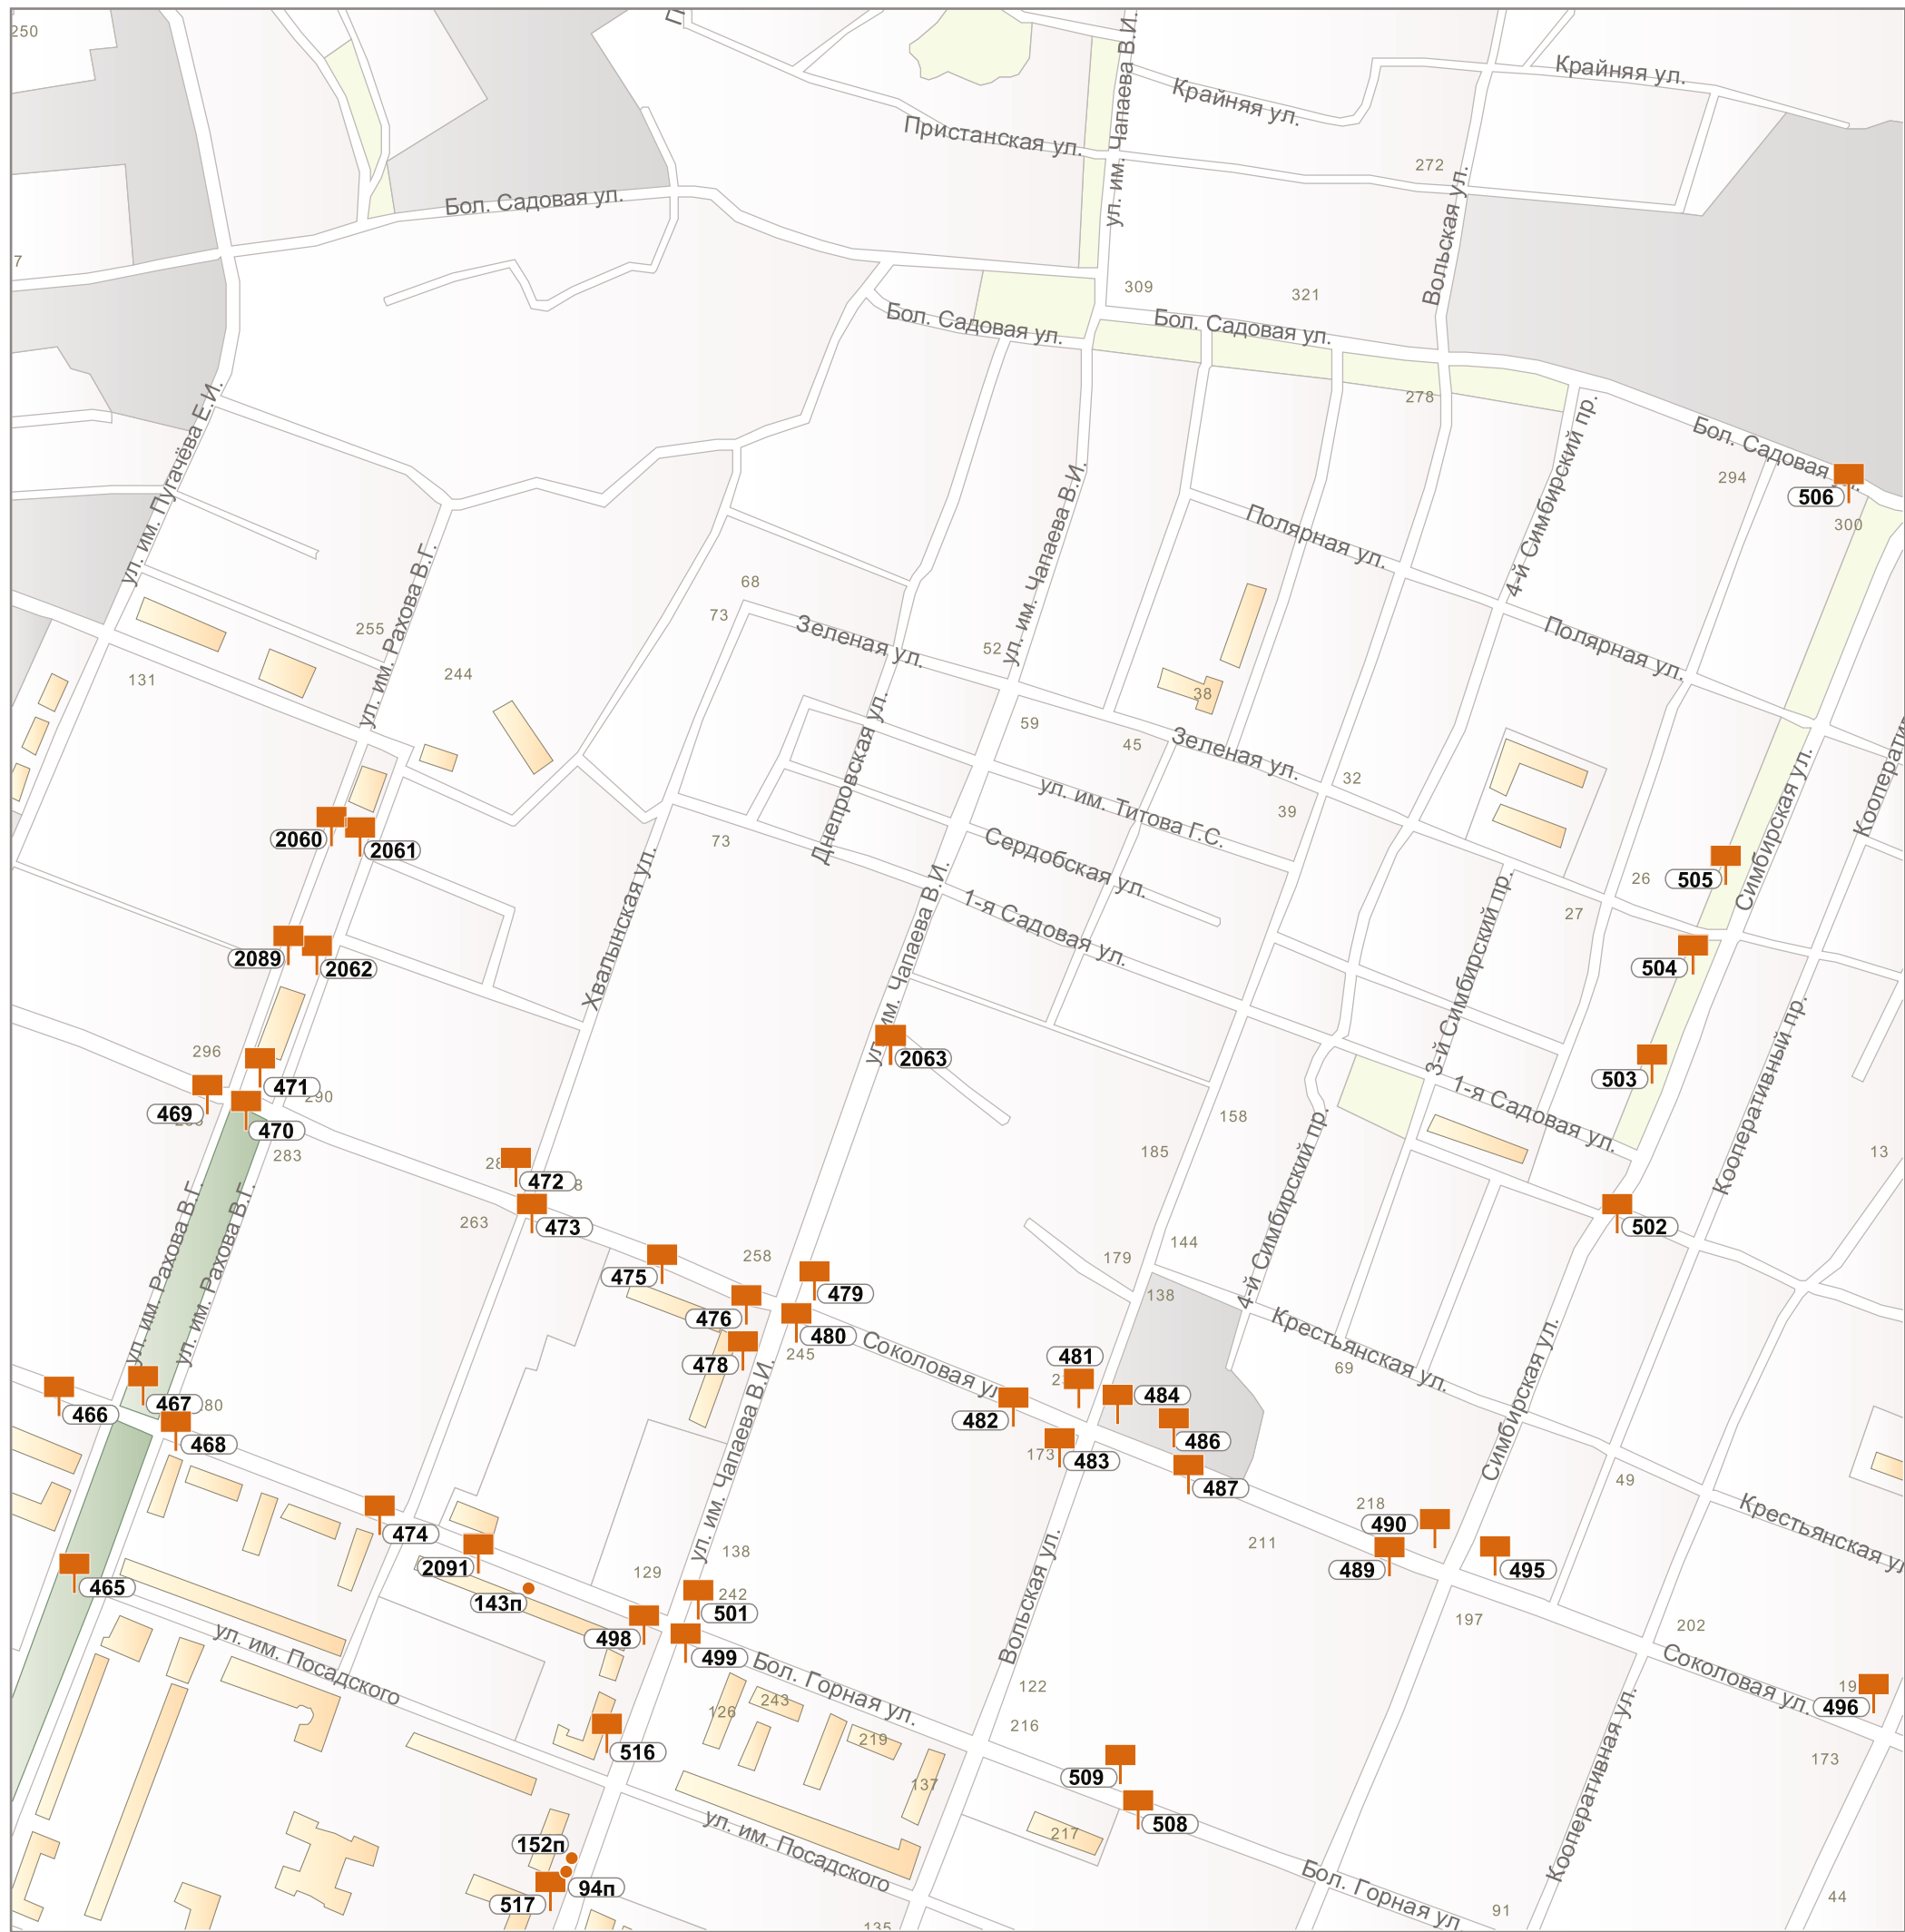 250
Крайняя ул.
Крайняя ул.
ул. им. Чапаева В.И.
Пристанская ул.
272
Бол. Садовая ул.
Вольская ул.
7
309
321
Бол. Садовая ул.
Бол. Садовая ул.
278
ул. им. Пугачёва Е.И.
4-й Симбирский пр.
Бол. Садовая
294
506
300
ул. им. Чапаева В.И.
Полярная ул.
ул. им. Рахова В.Г.
68
73
255
Зеленая ул.
52
Полярная ул.
131
244
38
59
45
Зеленая ул.
32
Днепровская ул.
ул. им. Титова Г.С.
39
Симбирская ул.
2060
2061
73
Сердобская ул.
26
505
Хвалынская ул.
1-я Садовая ул.
27
3-й Симбирский пр.
2089
2062
504
ул. им. Чапаева В.И.
Кооперативный пр.
296
2063
503
471
290
469
470
1-я Садовая ул.
158
283
185
13
472
4-й Симбирский пр.
263
473
502
ул. им. Рахова В.Г.
ул. им. Рахова В.Г.
258
179
144
475
479
138
476
480
Крестьянская ул.
245
Соколовая ул.
478
481
69
467
484
466
482
Симбирская ул.
468
173
483
486
487
49
218
Крестьянская ул.
474
490
ул. им. Чапаева В.И.
138
211
2091
129
489
495
465
143п
242
501
Вольская ул.
197
202
498
499
ул. им. Посадского
Бол. Горная ул.
Соколовая ул.
122
496
126
243
216
516
219
173
509
137
Кооперативная ул.
508
217
ул. им. Посадского
152п
94п
517
Бол. Горная ул.
44
91
135